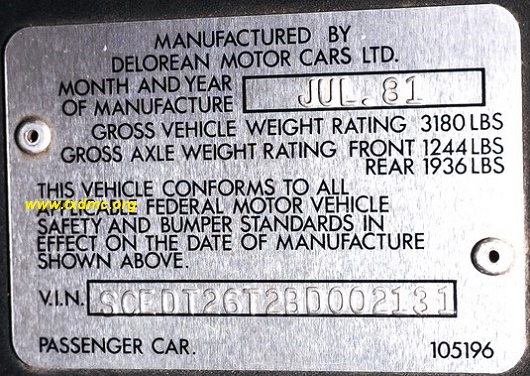 MANUFACTURED BY
DELOREAN MOTOR CARS LTD.
MONTH AND YEAR
OF MANUFACTURE JUL. 81
GROSS VEHICLE WEIGHT RATING 3180 LBS
GROSS AXLE WEIGHT RATING FRONT 1244 LBS
REAR 1936 LBS
THIS VEHICLE CONFORMS TO ALL
www.txdmc.org
APPLICABLE FEDERAL MOTOR VEHICLE
SAFETY AND BUMPER STANDARDS IN
EFFECT ON THE DATE OF MANUFACTURE
SHOWN ABOVE.
V.I.N. SCEDT26T2BD002131
PASSENGER CAR. 105196